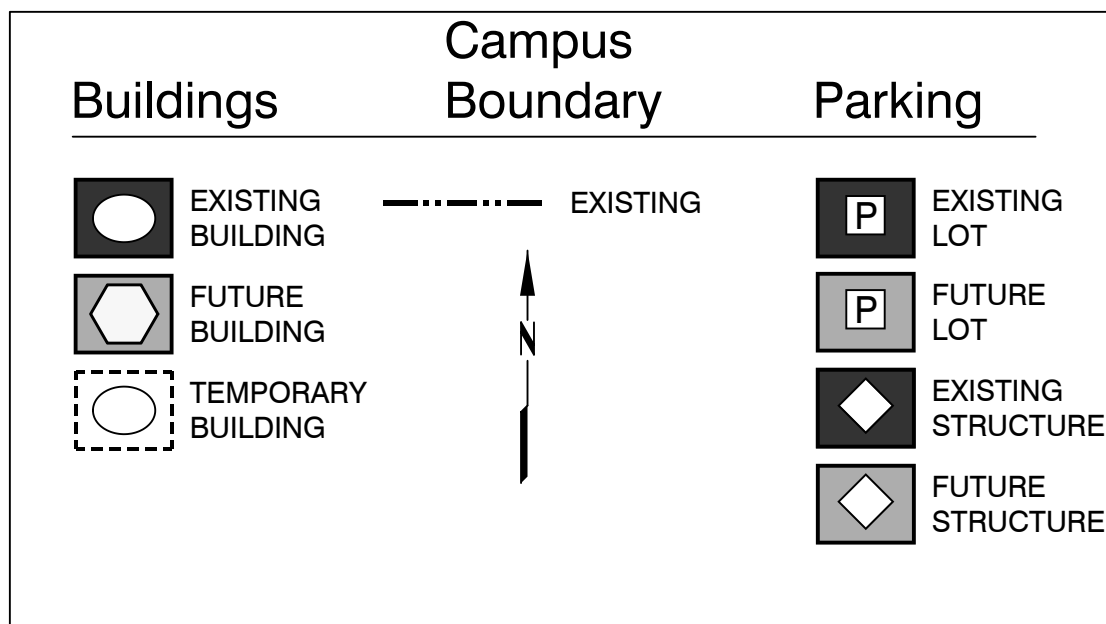 Buildings
Campus
Boundary
Parking
EXISTING
BUILDING
FUTURE
BUILDING
TEMPORARY
BUILDING
EXISTING
N
P
EXISTING
LOT
P
FUTURE
LOT
EXISTING
STRUCTURE
FUTURE
STRUCTURE